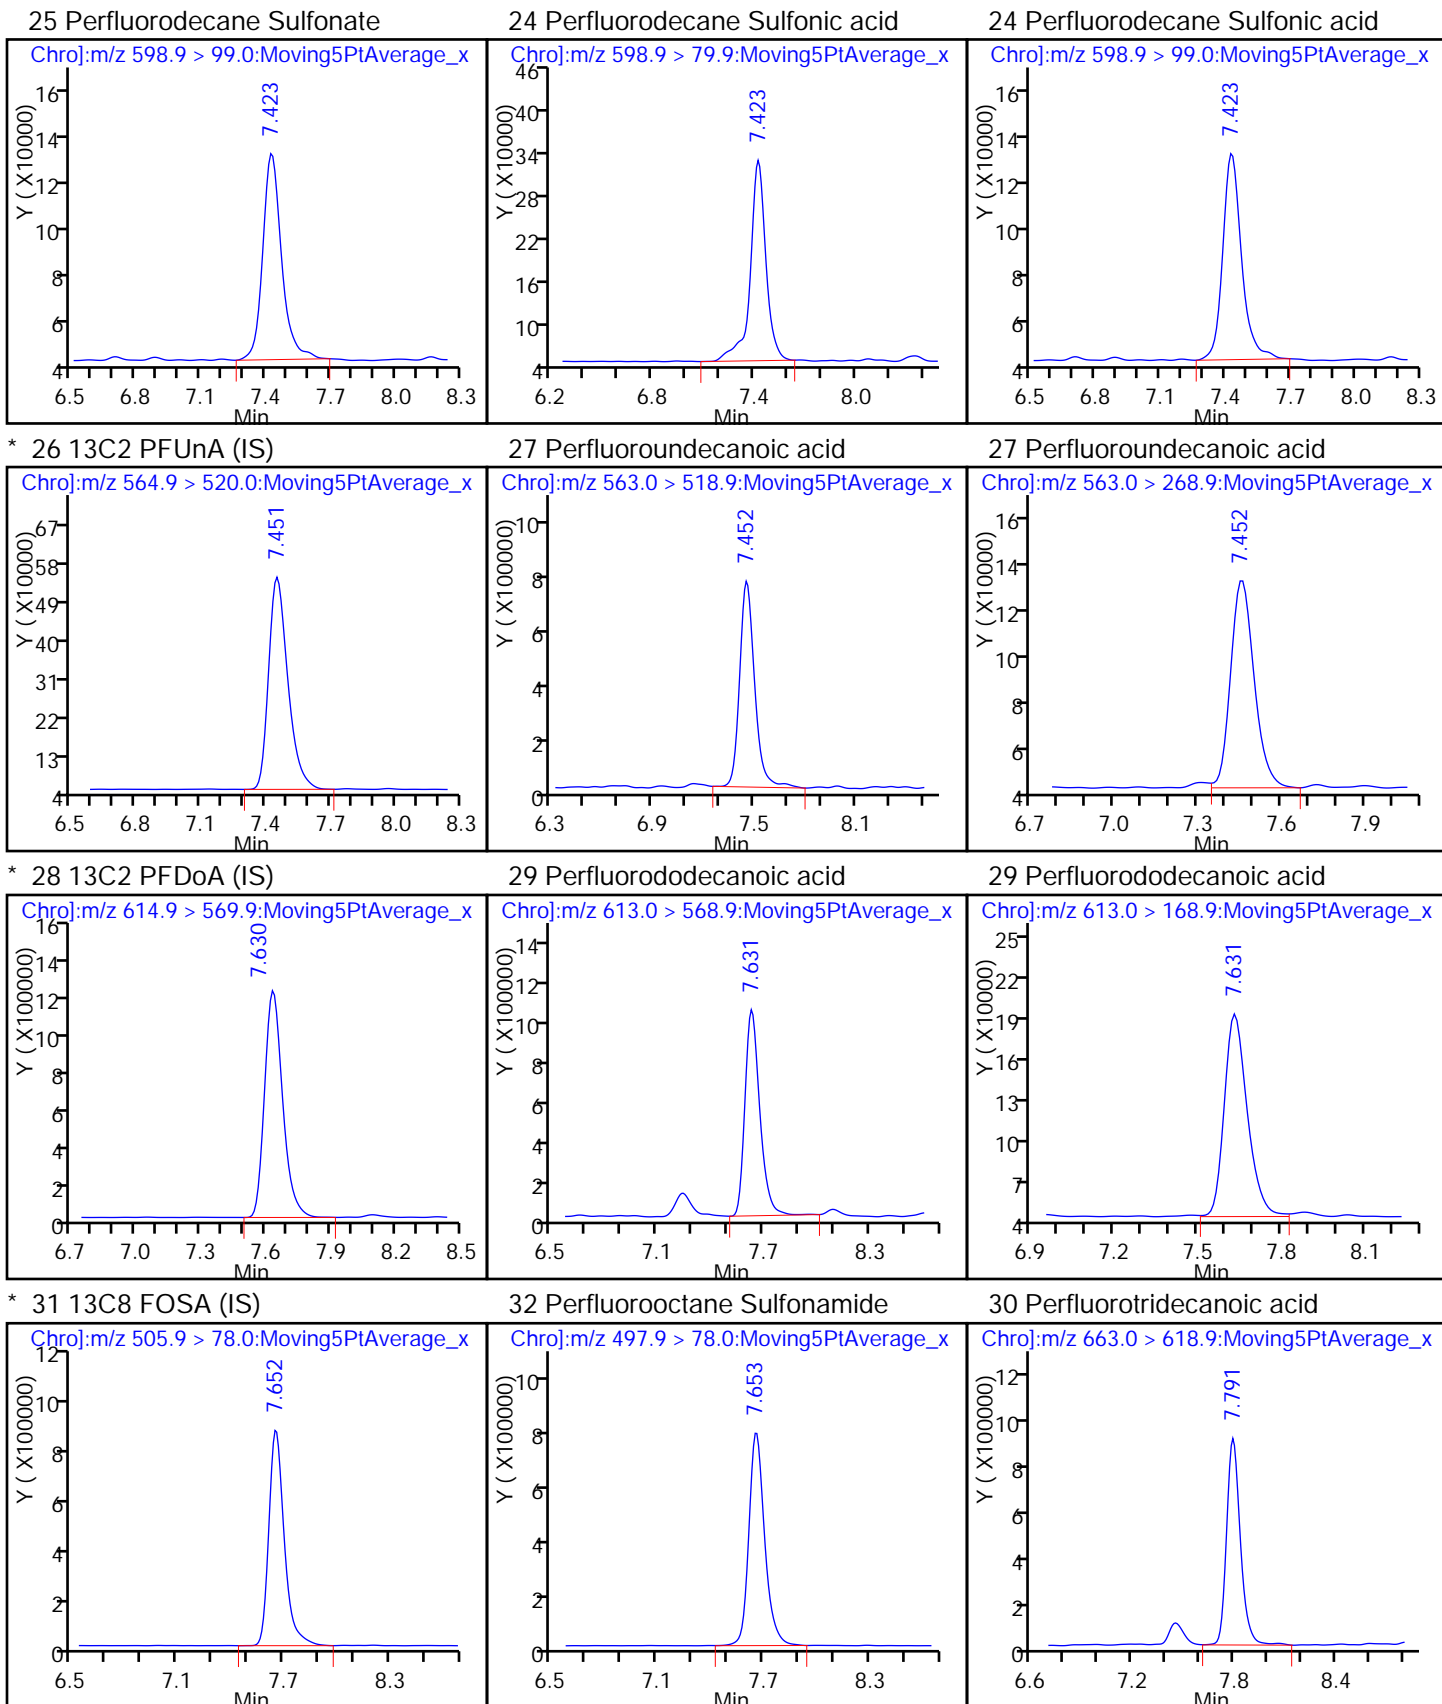 25 Perfluorodecane Sulfonate
24 Perfluorodecane Sulfonic acid
24 Perfluorodecane Sulfonic acid
Chro]:m/z 598.9 > 99.0:Moving5PtAverage_x
Y ( X10000)
16
14
12
10
8
6
4
7.423
6.5 6.8 7.1 7.4 7.7 8.0 8.3
Min
Chro]:m/z 598.9 > 79.9:Moving5PtAverage_x
Y ( X10000)
46
40
34
28
22
16
10
4
7.423
6.2 6.8 7.4 8.0
Min
Chro]:m/z 598.9 > 99.0:Moving5PtAverage_x
Y ( X10000)
16
14
12
10
8
6
4
7.423
6.5 6.8 7.1 7.4 7.7 8.0 8.3
Min
* 26 13C2 PFUnA (IS)
27 Perfluoroundecanoic acid
27 Perfluoroundecanoic acid
Chro]:m/z 564.9 > 520.0:Moving5PtAverage_x
Y ( X10000)
67
58
49
40
31
22
13
4
7.451
6.5 6.8 7.1 7.4 7.7 8.0 8.3
Min
Chro]:m/z 563.0 > 518.9:Moving5PtAverage_x
Y ( X100000)
10
8
6
4
2
0
7.452
6.3 6.9 7.5 8.1
Min
Chro]:m/z 563.0 > 268.9:Moving5PtAverage_x
Y ( X10000)
16
14
12
10
8
6
4
7.452
6.7 7.0 7.3 7.6 7.9
Min
* 28 13C2 PFDoA (IS)
29 Perfluorododecanoic acid
29 Perfluorododecanoic acid
Chro]:m/z 614.9 > 569.9:Moving5PtAverage_x
Y ( X100000)
16
14
12
10
8
6
4
2
0
7.630
6.7 7.0 7.3 7.6 7.9 8.2 8.5
Min
Chro]:m/z 613.0 > 568.9:Moving5PtAverage_x
Y ( X100000)
14
12
10
8
6
4
2
0
7.631
6.5 7.1 7.7 8.3
Min
Chro]:m/z 613.0 > 168.9:Moving5PtAverage_x
Y ( X10000)
25
22
19
16
13
10
7
4
7.631
6.9 7.2 7.5 7.8 8.1
Min
* 31 13C8 FOSA (IS)
32 Perfluorooctane Sulfonamide
30 Perfluorotridecanoic acid
Chro]:m/z 505.9 > 78.0:Moving5PtAverage_x
Y ( X100000)
12
10
8
6
4
2
0
7.652
6.5 7.1 7.7 8.3
Min
Chro]:m/z 497.9 > 78.0:Moving5PtAverage_x
Y ( X100000)
10
8
6
4
2
0
7.653
6.5 7.1 7.7 8.3
Min
Chro]:m/z 663.0 > 618.9:Moving5PtAverage_x
Y ( X100000)
12
10
8
6
4
2
0
7.791
6.6 7.2 7.8 8.4
Min